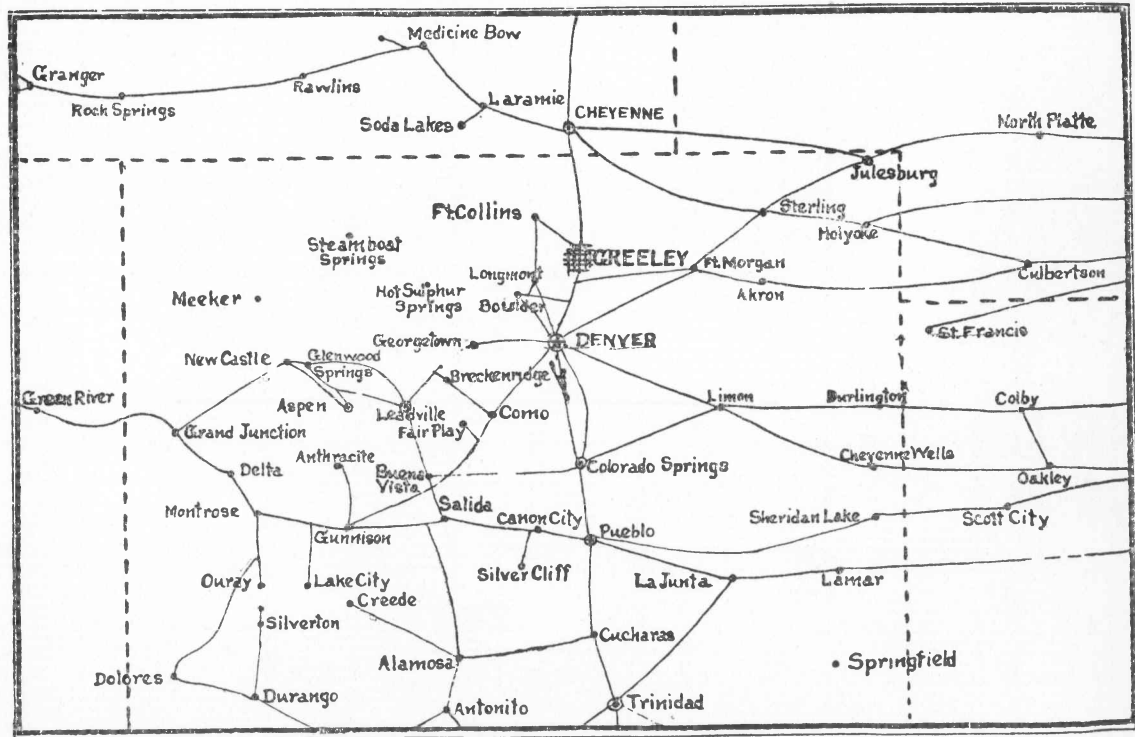 Medicine Bow
Granger
Rawlins
Rock Springs
Laramie
Soda Lakes
CHEYENNE
North Platte
Julesburg
Ft.Collins
Sterling
Holyoke
Steamboat
Springs
GREELEY
Ft.Morgan
Longmont
Culbertson
Meeker
Hot Sulphur
Springs
Boulder
Akron
St.Francis
Georgetown
DENVER
New Castle
Glenwood
Springs
Breckenridge
Green River
Aspen
Leadville
Como
Limon
Burlington
Colby
Fair Play
Grand Junction
Anthracite
Delta
Buena
Vista
Colorado Springs
Cheyenne Wells
Oakley
Montrose
Salida
Canon City
Gunnison
Pueblo
Sheridan Lake
Scott City
Ouray
Lake City
Silver Cliff
La Junta
Lamar
Creede
Silverton
Cucharas
Alamosa
Springfield
Dolores
Durango
Antonito
Trinidad